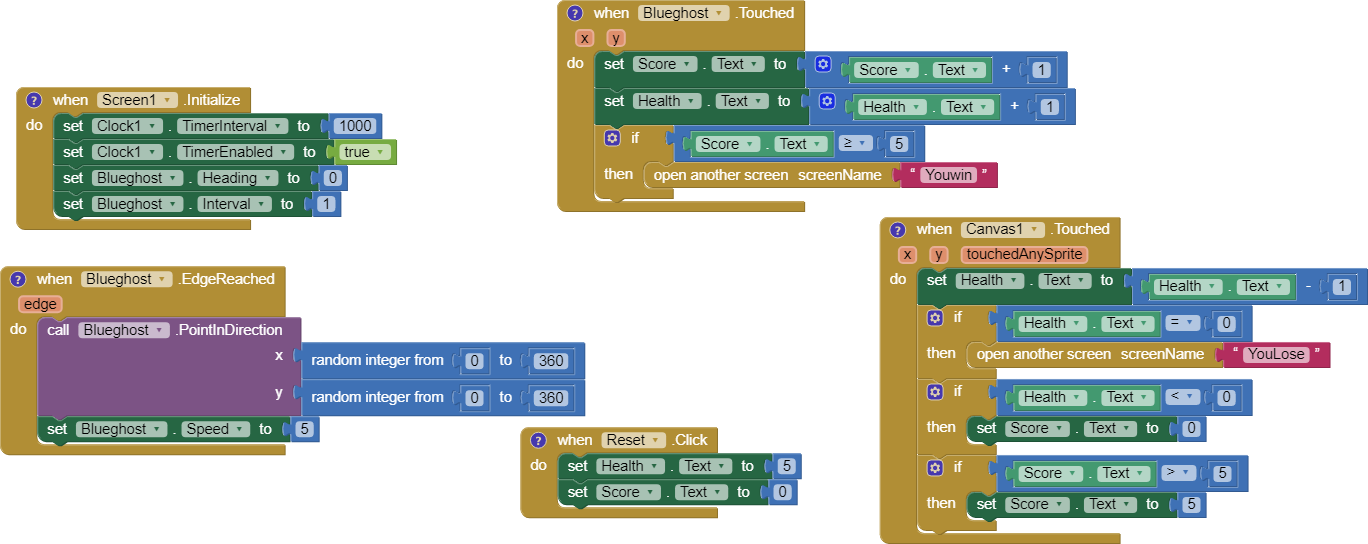 ? when Screen1 .Initialize
do set Clock1 . TimerInterval to 1000
set Clock1 . TimerEnabled to true
set Blueghost . Heading to 0
set Blueghost . Interval to 1
? when Blueghost .EdgeReached
edge
do call Blueghost .PointInDirection
x random integer from 0 to 360
y random integer from 0 to 360
set Blueghost . Speed to 5
? when Blueghost .Touched
x y
do set Score . Text to Score . Text + 1
set Health . Text to Health . Text + 1
if Score . Text ≥ 5
then open another screen screenName “ Youwin ”
? when Reset .Click
do set Health . Text to 5
set Score . Text to 0
? when Canvas1 .Touched
x y touchedAnySprite
do set Health . Text to Health . Text - 1
if Health . Text = 0
then open another screen screenName “ YouLose ”
if Health . Text < 0
then set Score . Text to 0
if Score . Text > 5
then set Score . Text to 5